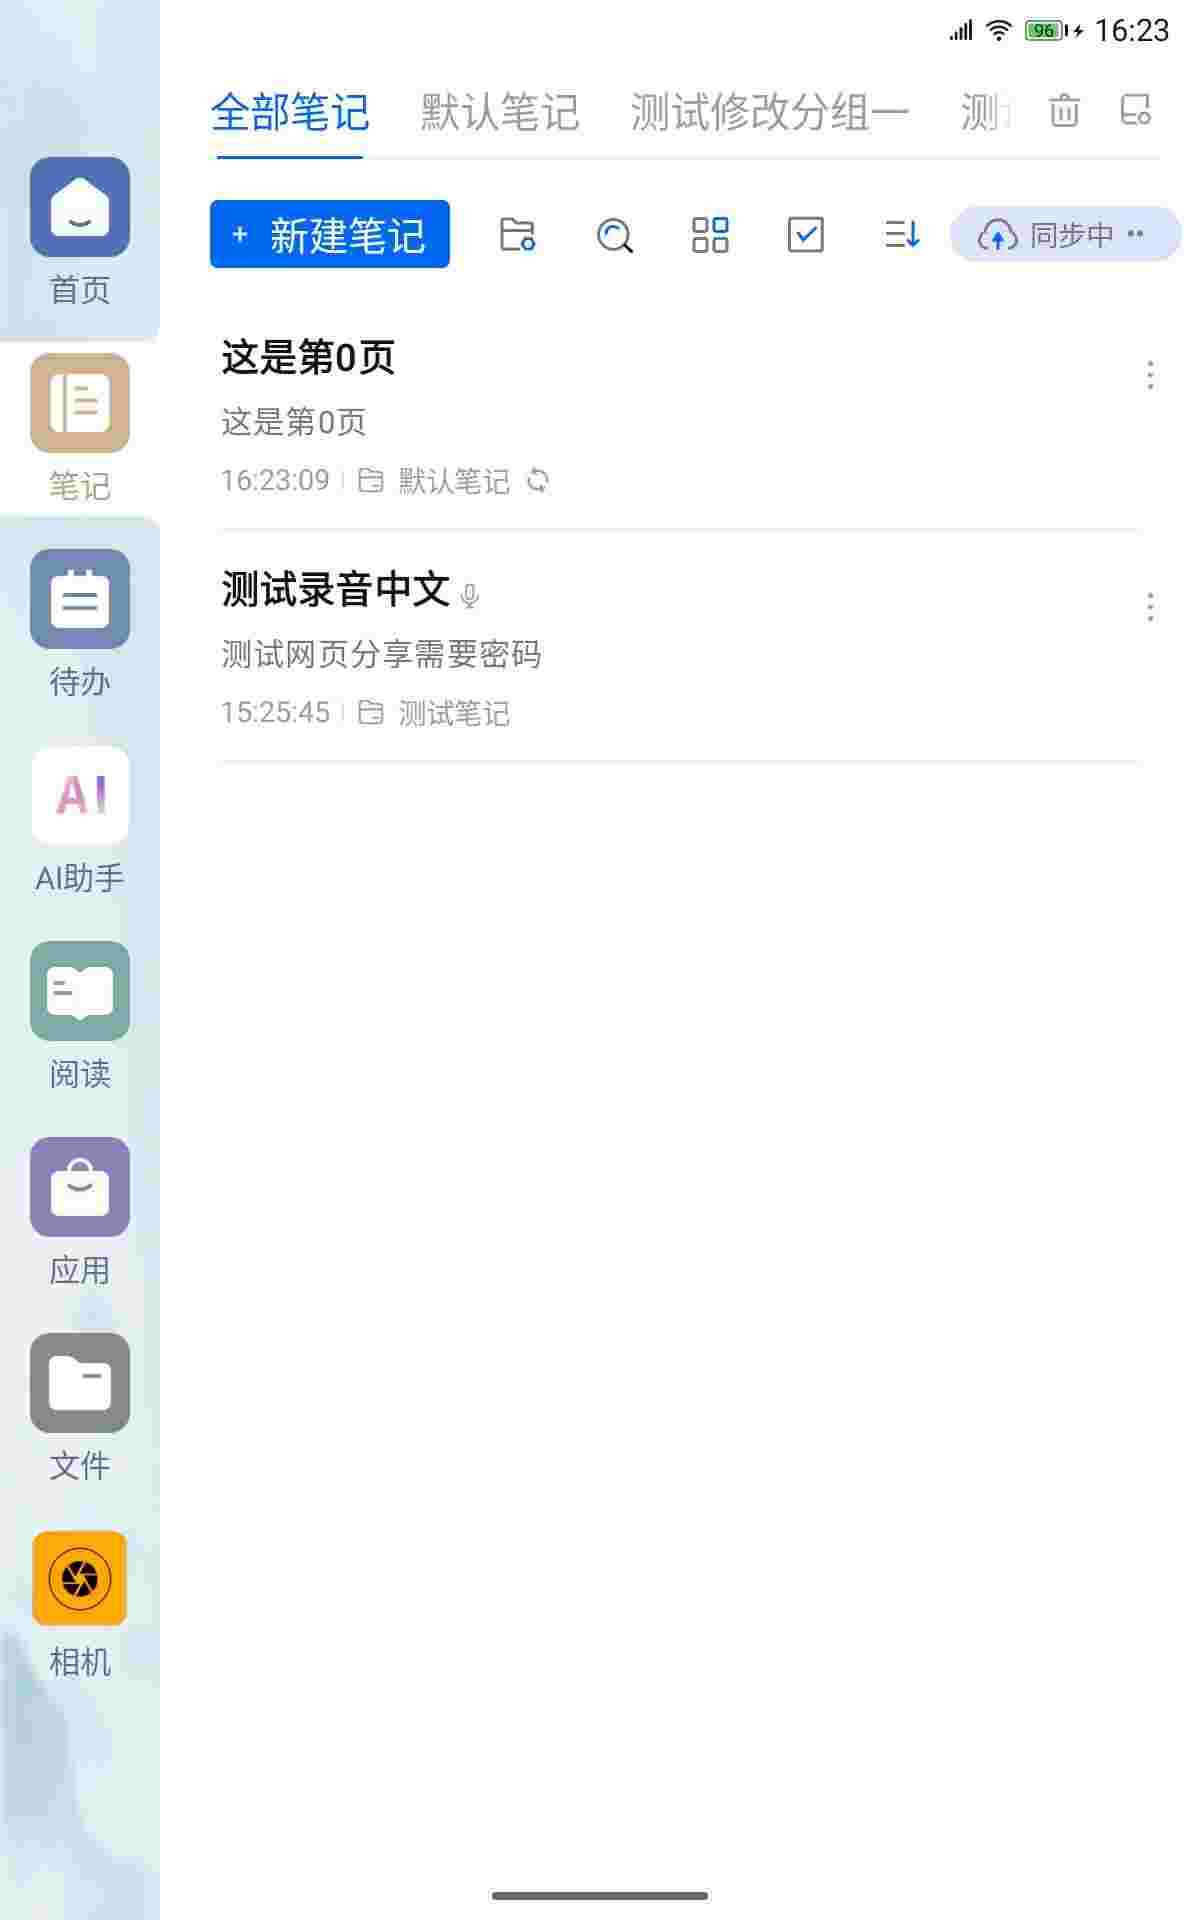 96 16:23
全部笔记 默认笔记 测试修改分组一 测
+ 新建笔记 同步中
首页
笔记
待办
AI
AI助手
阅读
应用
文件
相机
这是第0页
这是第0页
16:23:09 默认笔记
测试录音中文
测试网页分享需要密码
15:25:45 测试笔记